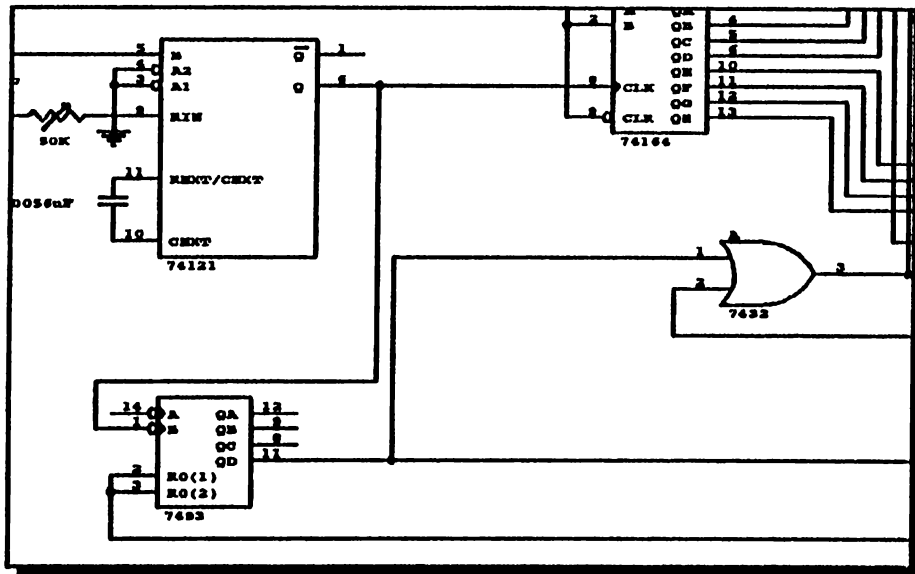 5 B Q 1
4 A2
3 A1 Q 6
9 RIN
50K
11 REXT/CEXT
0056uF
10 CEXT
74121
A QA
2 B QB 4
QC 5
QD 6
QE 10
8 CLK QF 11
QG 12
9 CLR QH 13
74164
A
1
3
2
7432
14 A QA 12
1 B QB 9
QC 8
QD 11
2 R0(1)
3 R0(2)
7493